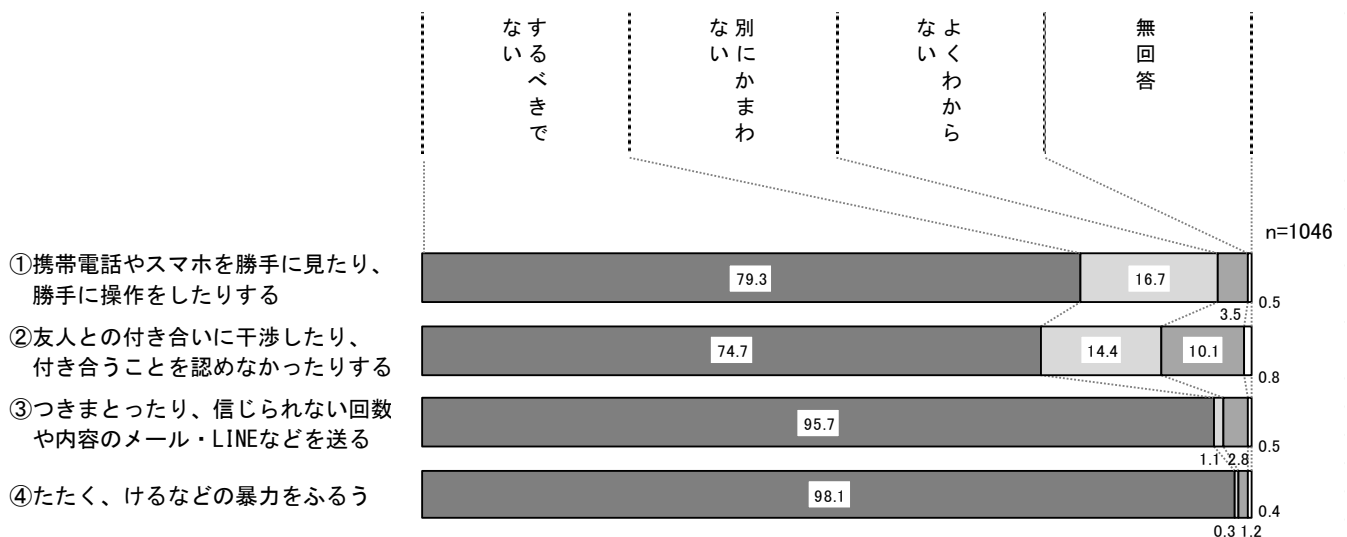 するべきで
ない
別にかまわ
ない
よくわから
ない
無回答
n=1046
①携帯電話やスマホを勝手に見たり、
勝手に操作をしたりする
79.3
16.7
3.5
0.5
②友人との付き合いに干渉したり、
付き合うことを認めなかったりする
74.7
14.4
10.1
0.8
③つきまとったり、信じられない回数
や内容のメール・LINEなどを送る
95.7
1.1
2.8
0.5
④たたく、けるなどの暴力をふるう
98.1
0.3
1.2
0.4